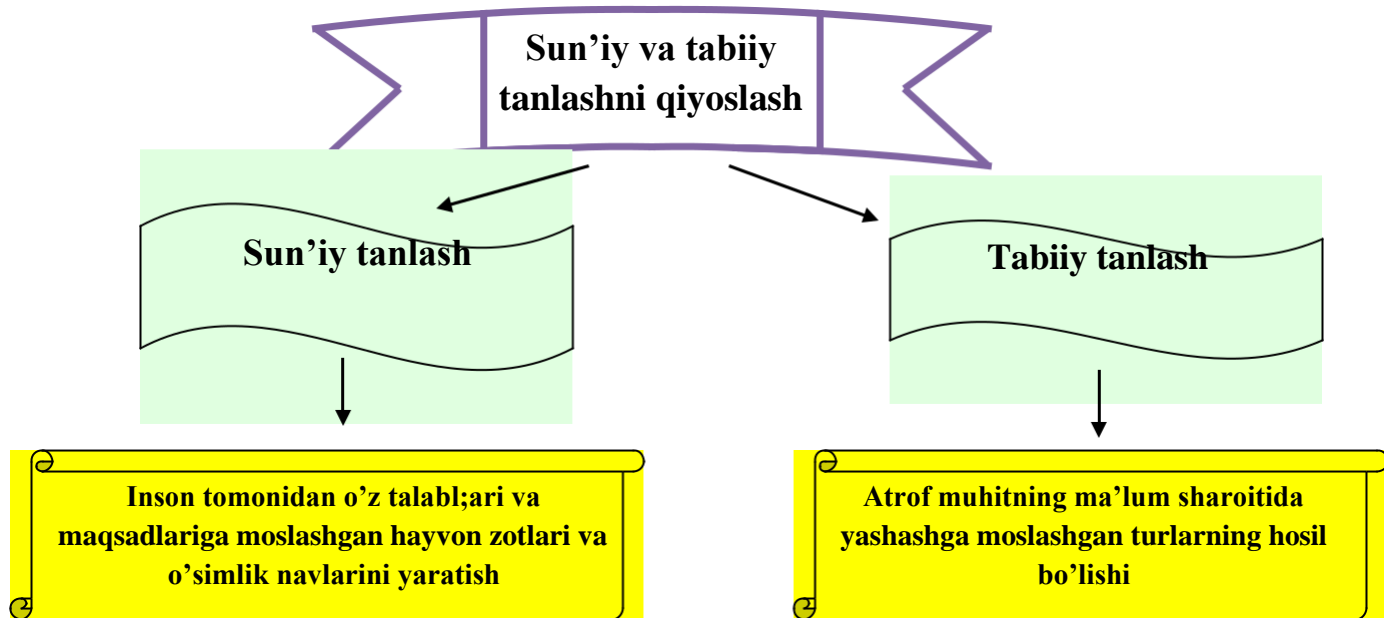 Sun’iy va tabiiy
tanlashni qiyoslash
Sun’iy tanlash
Tabiiy tanlash
Inson tomonidan o’z talabl;ari va
maqsadlariga moslashgan hayvon zotlari va
o’simlik navlarini yaratish
Atrof muhitning ma’lum sharoitida
yashashga moslashgan turlarning hosil
bo’lishi